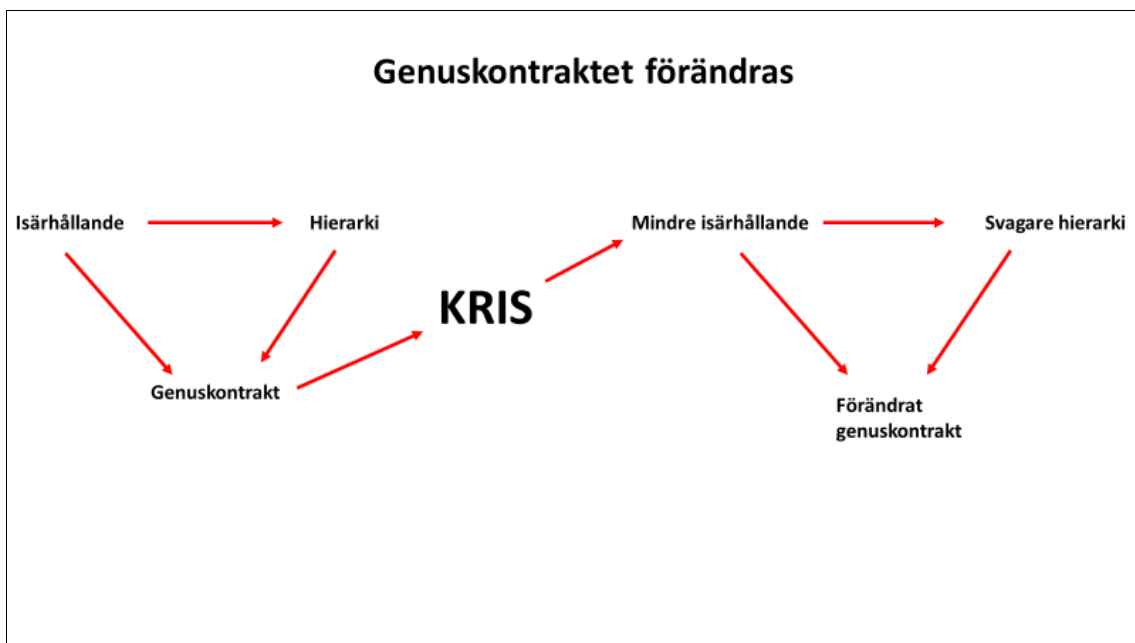 Genuskontraktet förändras
Isärhållande
Hierarki
Mindre isärhållande
Svagare hierarki
KRIS
Genuskontrakt
Förändrat
genuskontrakt